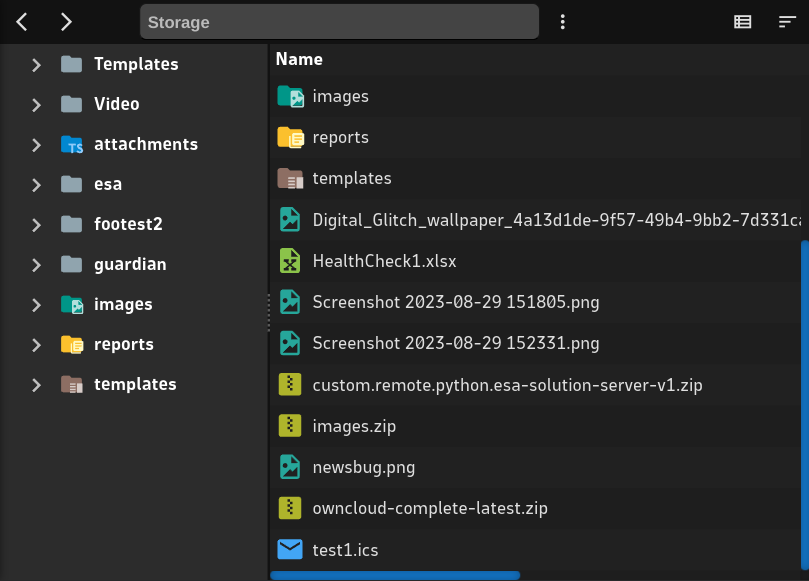 Storage
Templates
Video
TS attachments
esa
footest2
guardian
images
reports
templates
Name
images
reports
templates
Digital_Glitch_wallpaper_4a13d1de-9f57-49b4-9bb2-7d331ca
HealthCheck1.xlsx
Screenshot 2023-08-29 151805.png
Screenshot 2023-08-29 152331.png
custom.remote.python.esa-solution-server-v1.zip
images.zip
newsbug.png
owncloud-complete-latest.zip
test1.ics